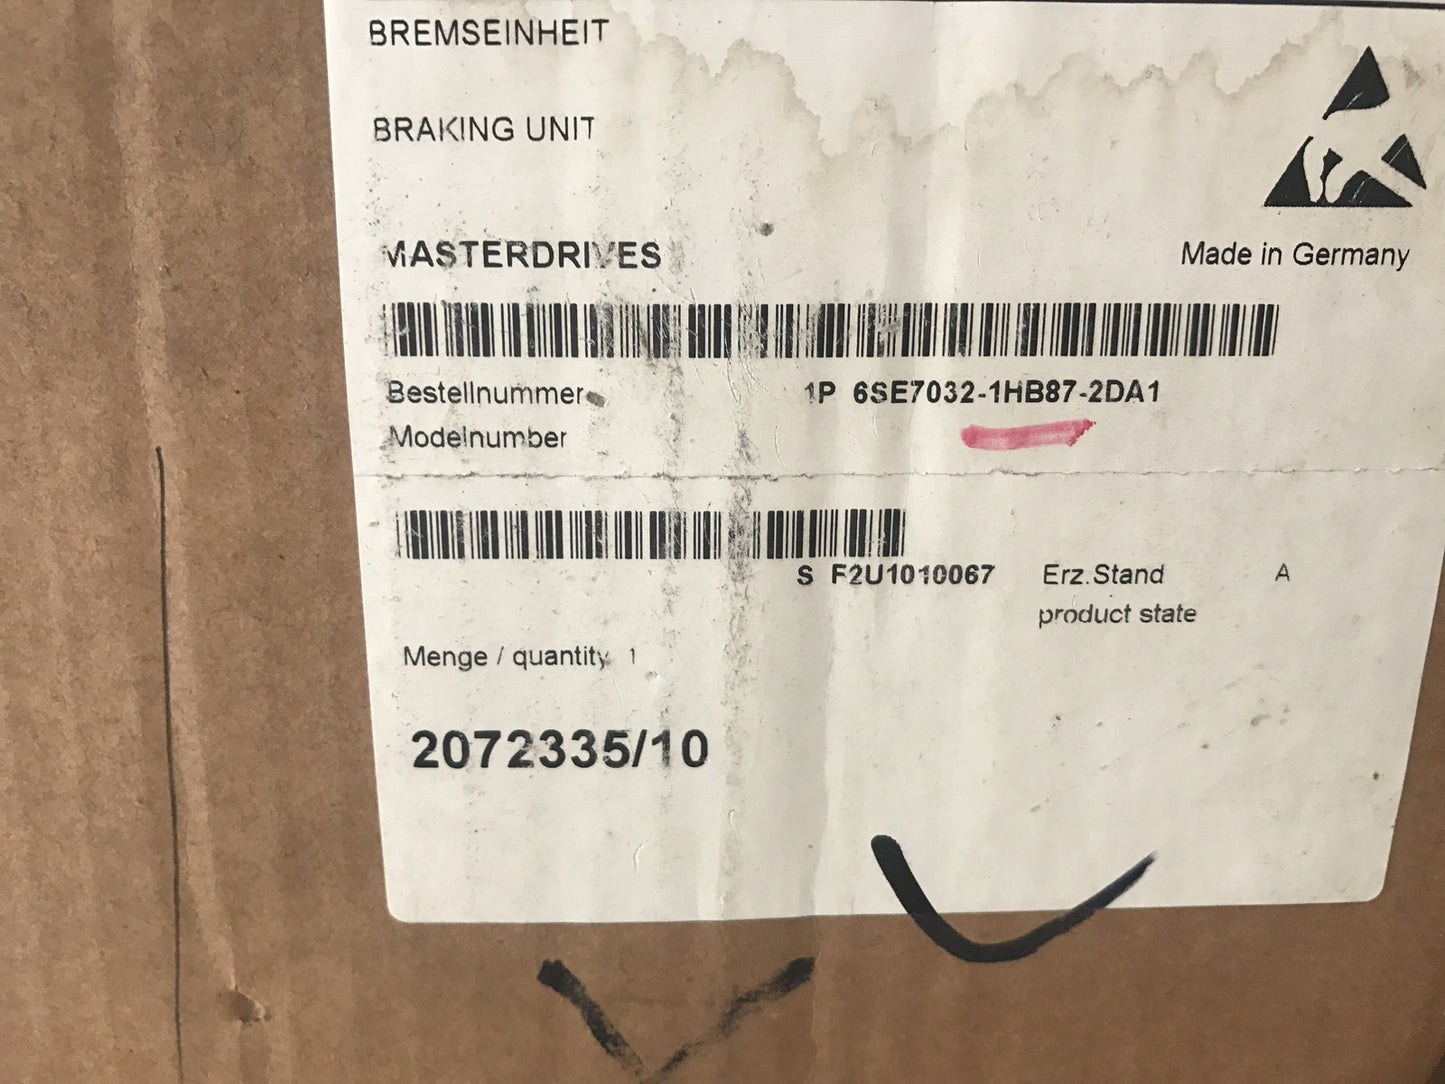 BREMSEINHEIT
BRAKING UNIT
MASTERDRIVES
Made in Germany
Bestellnummer 1P 6SE7032-1HB87-2DA1
Modelnumber
S F2U1010067 Erz.Stand A
product state
Menge / quantity 1
2072335/10